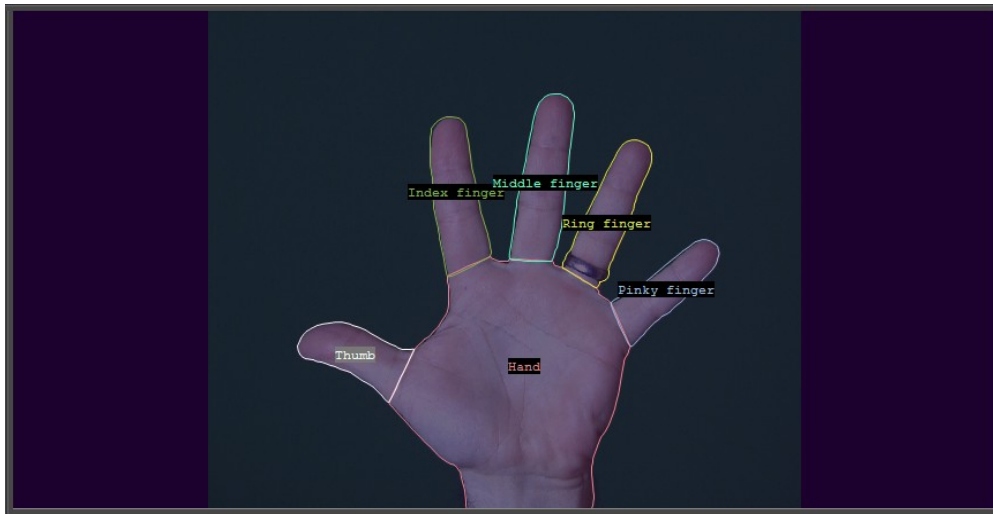 Middle finger
Index finger
Ring finger
Pinky finger
Thumb
Hand